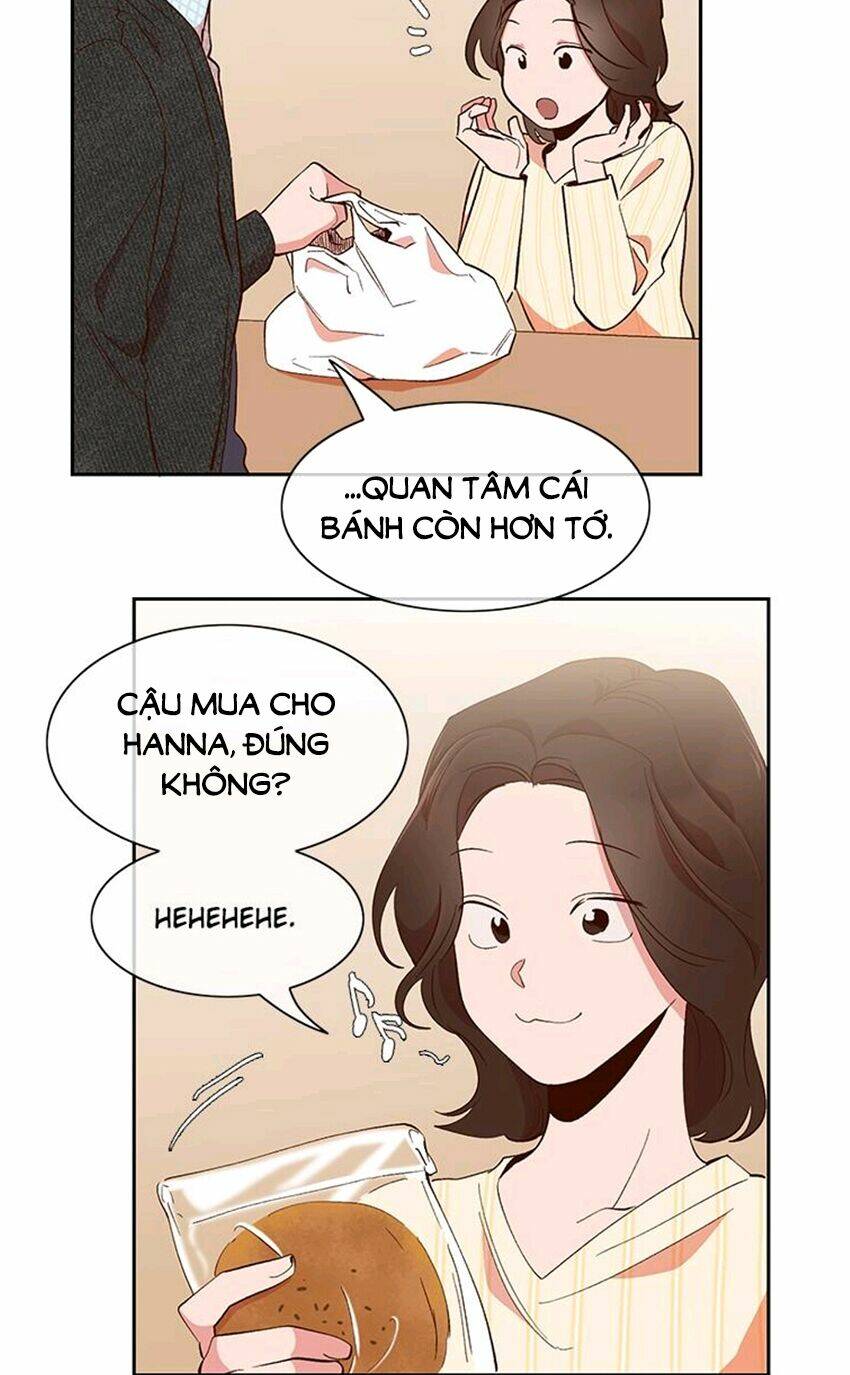 ...QUAN TÂM CÁI
BÁNH CÒN HƠN TỚ.
CẬU MUA CHO
HANNA, ĐÚNG
KHÔNG?
HEHEHEHE.